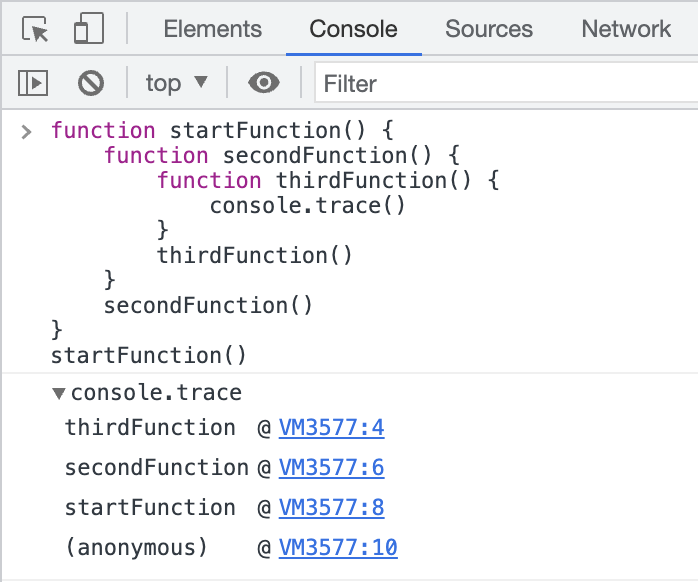 Elements Console Sources Network
top Filter
function startFunction() {
    function secondFunction() {
        function thirdFunction() {
            console.trace()
        }
        thirdFunction()
    }
    secondFunction()
}
startFunction()
console.trace
thirdFunction @ VM3577:4
secondFunction @ VM3577:6
startFunction @ VM3577:8
(anonymous) @ VM3577:10